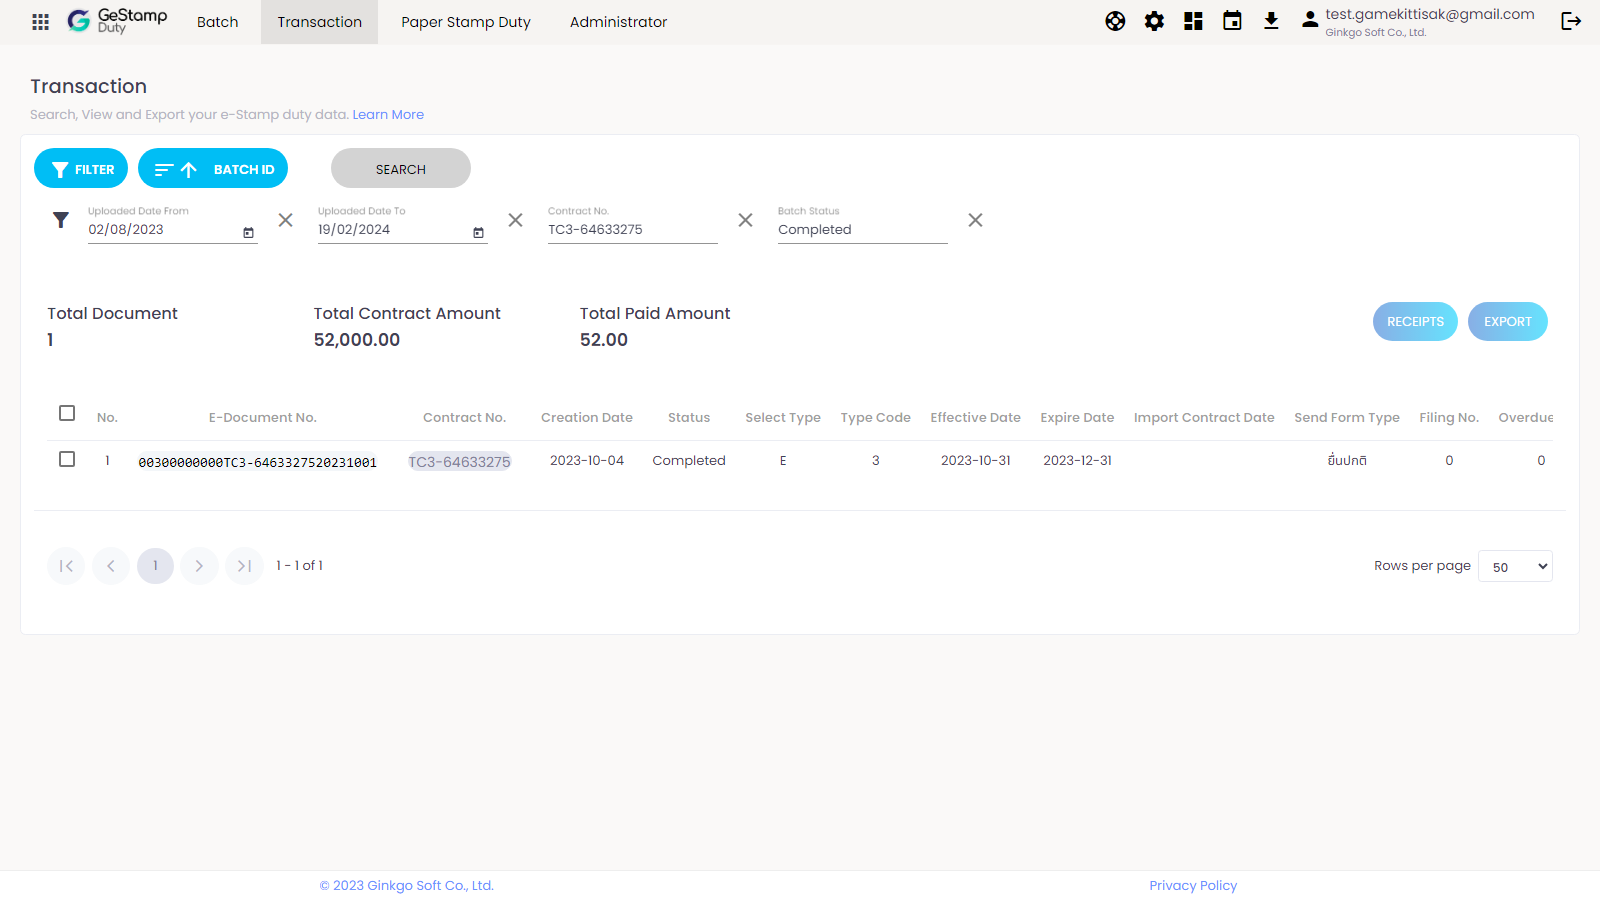 GeStamp
Duty
Batch
Transaction
Paper Stamp Duty
Administrator
test.gamekittisak@gmail.com
Ginkgo Soft Co., Ltd.
Transaction
Search, View and Export your e-Stamp duty data. Learn More
FILTER
BATCH ID
SEARCH
Uploaded Date From
02/08/2023
Uploaded Date To
19/02/2024
Contract No.
TC3-64633275
Batch Status
Completed
Total Document
1
Total Contract Amount
52,000.00
Total Paid Amount
52.00
RECEIPTS
EXPORT
No. E-Document No. Contract No. Creation Date Status Select Type Type Code Effective Date Expire Date Import Contract Date Send Form Type Filing No. Overdue
1 00300000000TC3-6463327520231001 TC3-64633275 2023-10-04 Completed E 3 2023-10-31 2023-12-31 ยื่นปกติ 0 0
1
1 - 1 of 1
Rows per page 50
© 2023 Ginkgo Soft Co., Ltd.
Privacy Policy